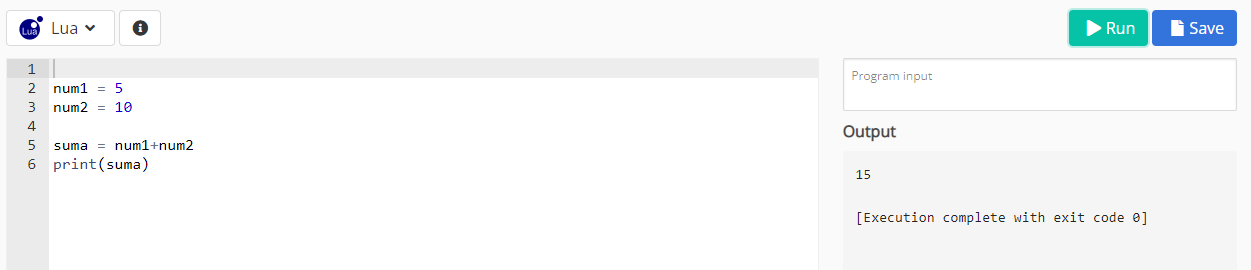 Lua Lua Run Save
1
2 num1 = 5
3 num2 = 10
4
5 suma = num1+num2
6 print(suma)
Program input
Output
15
[Execution complete with exit code 0]